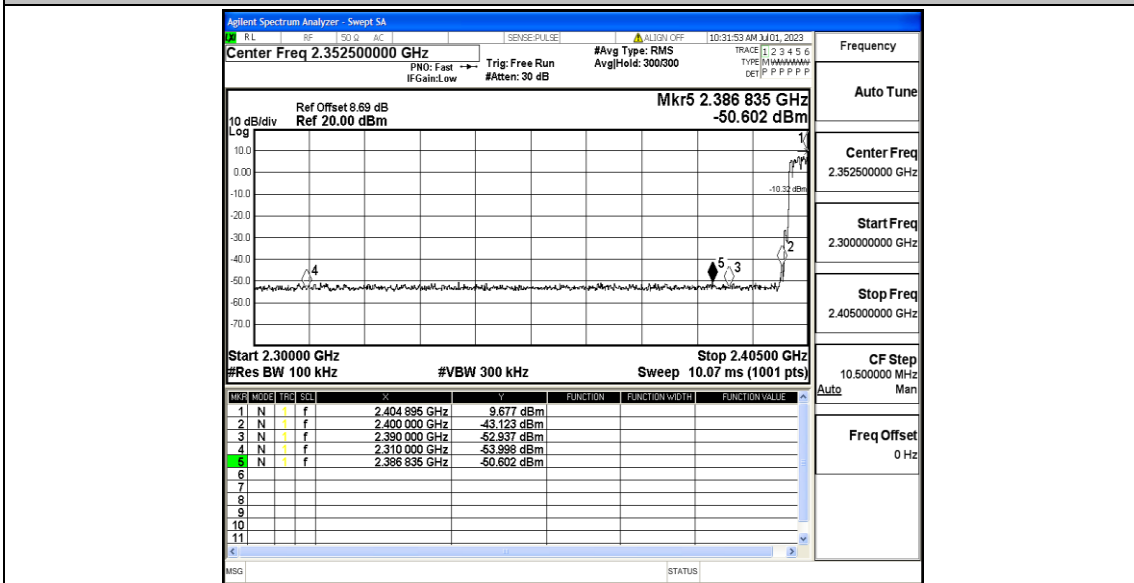 Agilent Spectrum Analyzer - Swept SA
RL RF 50 Ω AC SENSE:PULSE ALIGN OFF 10:31:53 AM Jul 01, 2023
Center Freq 2.352500000 GHz
PNO: Fast
IFGain:Low
Trig: Free Run
#Atten: 30 dB
#Avg Type: RMS
Avg|Hold: 300/300
TRACE 1 2 3 4 5 6
TYPE M WWWWW
DET P P P P P P
Mkr5 2.386 835 GHz
-50.602 dBm
Ref Offset 8.69 dB
10 dB/div Ref 20.00 dBm
Log
10.0
0.00
-10.0
-20.0
-30.0
-40.0
-50.0
-60.0
-70.0
1
-10.32 dBm
2
3
4
5
Start 2.30000 GHz Stop 2.40500 GHz
#Res BW 100 kHz #VBW 300 kHz Sweep 10.07 ms (1001 pts)
MKR MODE TRC SCL X Y FUNCTION FUNCTION WIDTH FUNCTION VALUE
1 N 1 f 2.404 895 GHz 9.677 dBm
2 N 1 f 2.400 000 GHz -43.123 dBm
3 N 1 f 2.390 000 GHz -52.937 dBm
4 N 1 f 2.310 000 GHz -53.998 dBm
5 N 1 f 2.386 835 GHz -50.602 dBm
6
7
8
9
10
11
MSG STATUS
Frequency
Auto Tune
Center Freq
2.352500000 GHz
Start Freq
2.300000000 GHz
Stop Freq
2.405000000 GHz
CF Step
10.500000 MHz
Auto Man
Freq Offset
0 Hz